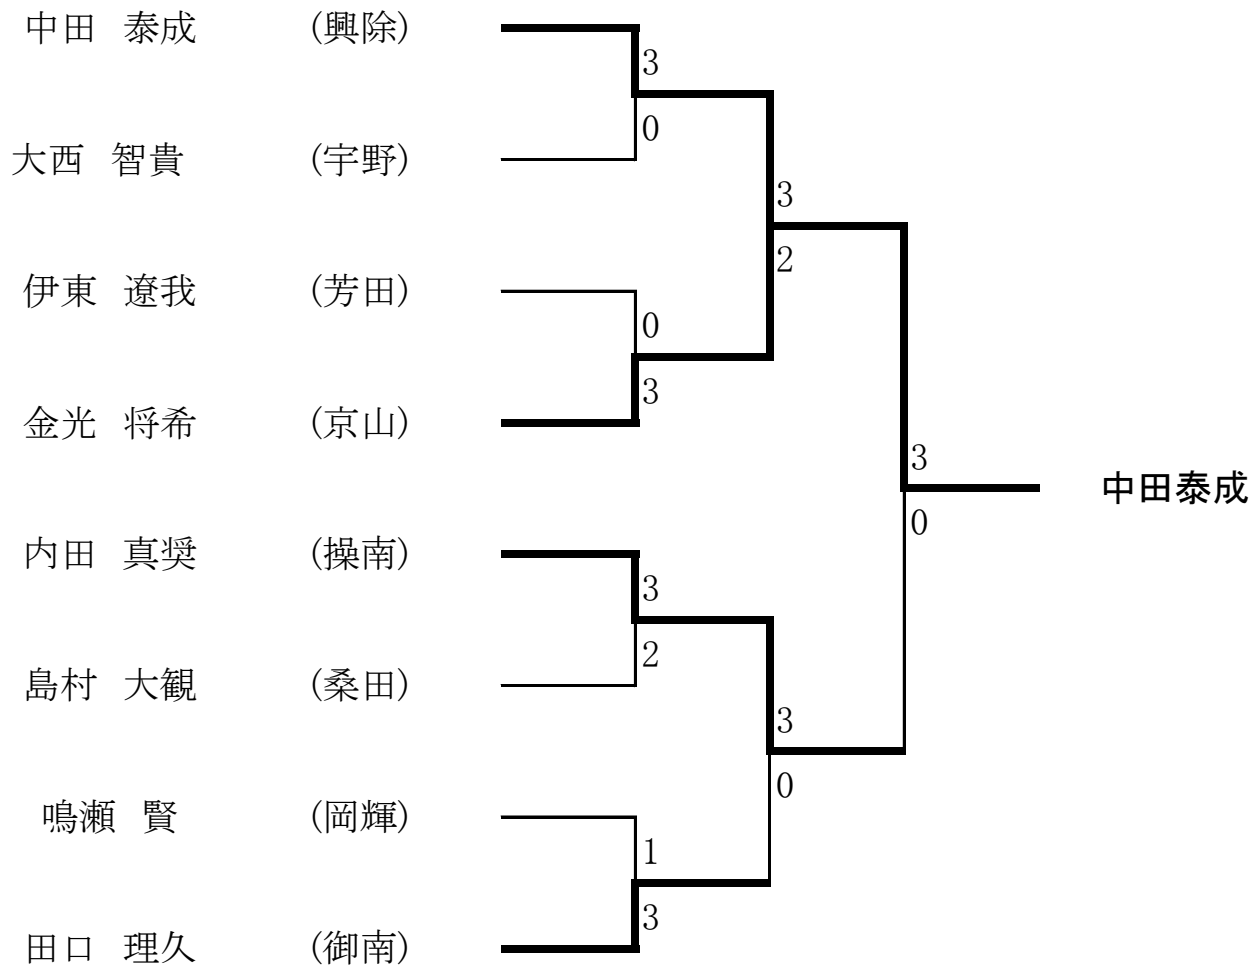 中田 泰成 (興除)
3
0
大西 智貴 (宇野)
3
2
伊東 遼我 (芳田)
0
3
金光 将希 (京山)
3
0
中田泰成
内田 真奨 (操南)
3
2
島村 大観 (桑田)
3
0
鳴瀬 賢 (岡輝)
1
3
田口 理久 (御南)